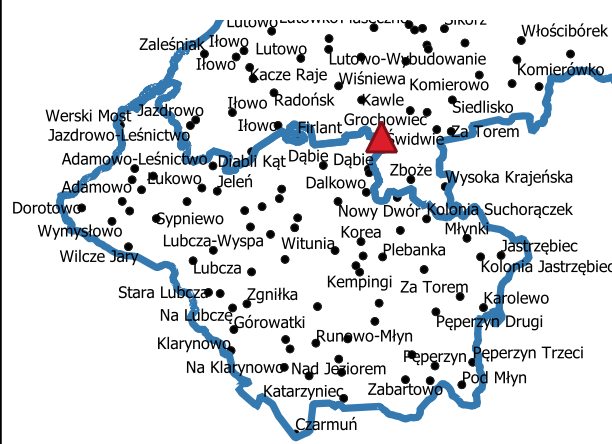 Lutowo
Sikorz
Włościbórek
Zaleśniak
Iłowo
Lutowo
Lutowo-Wybudowanie
Iłowo
Kacze Raje
Wiśniewa
Komierowo
Komierówko
Iłowo
Radońsk
Kawle
Siedlisko
Werski Most
Jazdrowo
Grochowiec
Jazdrowo-Leśnictwo
Iłowo
Firlant
Świdwie
Za Torem
Adamowo-Leśnictwo
Diabli Kąt
Dąbie
Dąbie
Łukowo
Jeleń
Dalkowo
Zboże
Wysoka Krajeńska
Adamowo
Dorotowo
Sypniewo
Nowy Dwór
Kolonia Suchorączek
Wymysłowo
Lubcza-Wyspa
Witunia
Korea
Młynki
Wilcze Jary
Plebanka
Jastrzębiec
Lubcza
Kolonia Jastrzębiec
Kempingi
Za Torem
Stara Lubcza
Zgniłka
Karolewo
Na Lubczę
Górowatki
Pęperzyn Drugi
Klarynowo
Runowo-Młyn
Pęperzyn
Pęperzyn Trzeci
Na Klarynowo
Nad Jeziorem
Zabartowo
Pod Młyn
Katarzyniec
Czarmuń